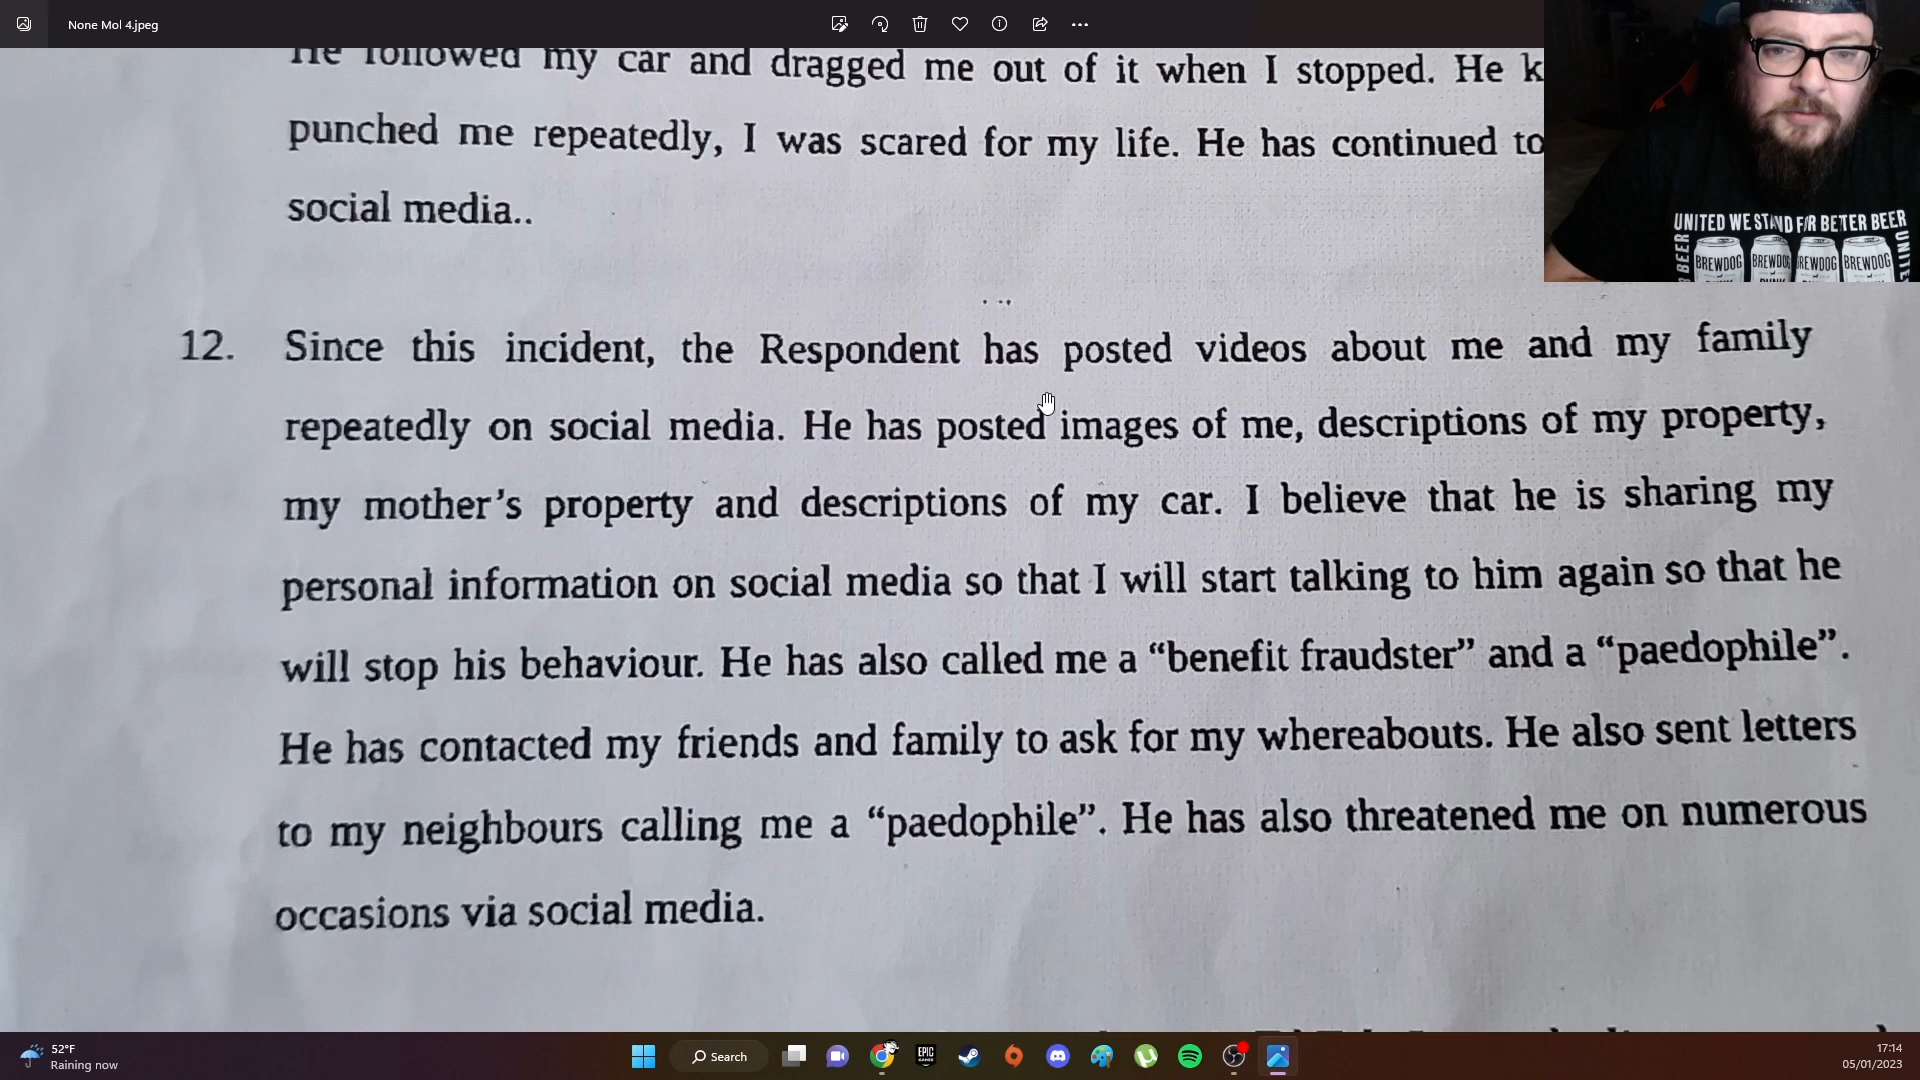 None Mol 4.jpeg
He followed my car and dragged me out of it when I stopped. He
punched me repeatedly, I was scared for my life. He has continued to
social media..
UNITED WE STAND FOR BETTER BEER
BEER
UNITE
BREWDOG BREWDOG BREWDOG BREWDOG
12. Since this incident, the Respondent has posted videos about me and my family
repeatedly on social media. He has posted images of me, descriptions of my property,
my mother’s property and descriptions of my car. I believe that he is sharing my
personal information on social media so that I will start talking to him again so that he
will stop his behaviour. He has also called me a “benefit fraudster” and a “paedophile”.
He has contacted my friends and family to ask for my whereabouts. He also sent letters
to my neighbours calling me a “paedophile”. He has also threatened me on numerous
occasions via social media.
52°F
Raining now
Search
EPIC GAMES
17:14
05/01/2023